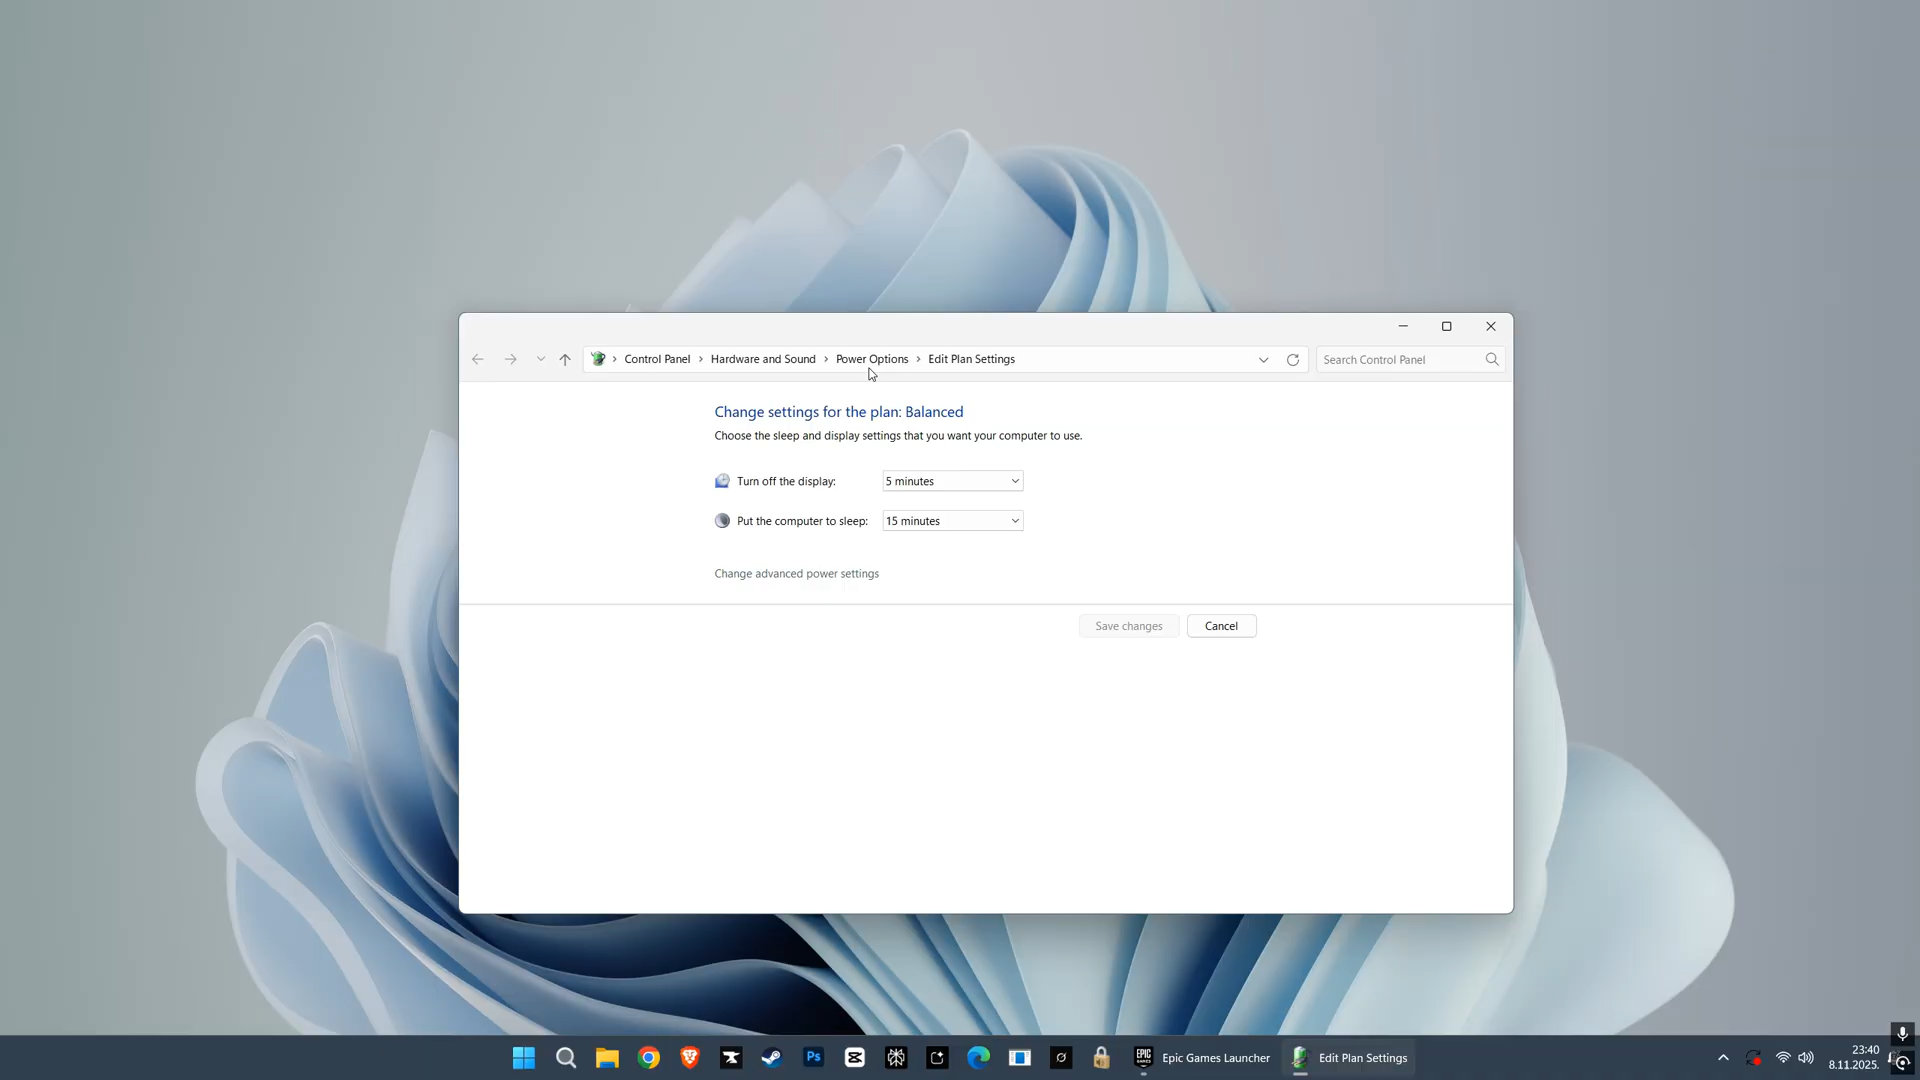 Control Panel > Hardware and Sound > Power Options > Edit Plan Settings
Search Control Panel
Change settings for the plan: Balanced
Choose the sleep and display settings that you want your computer to use.
Turn off the display: 5 minutes
Put the computer to sleep: 15 minutes
Change advanced power settings
Save changes
Cancel
Ps
EPIC GAMES
Epic Games Launcher
Edit Plan Settings
23:40
8.11.2025.